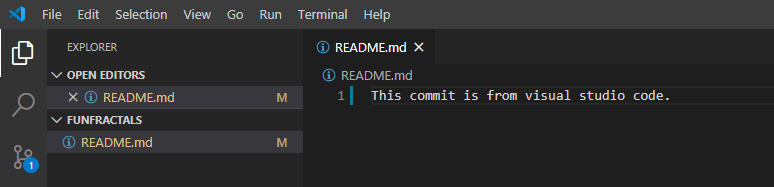 File Edit Selection View Go Run Terminal Help
EXPLORER
OPEN EDITORS
README.md M
FUNFRACTALS
README.md M
1
README.md
README.md
1 This commit is from visual studio code.